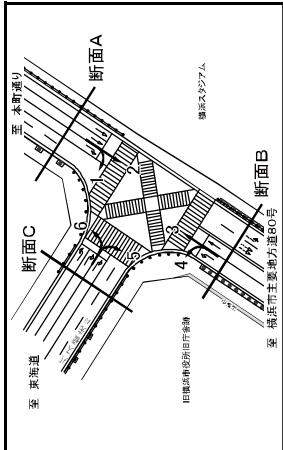 至 本町通り
断面A
横浜スタジアム
断面C
1
2
6
5
3
4
断面B
至 東海道
旧横浜市役所旧庁舎跡
至 横浜市主要地方道80号